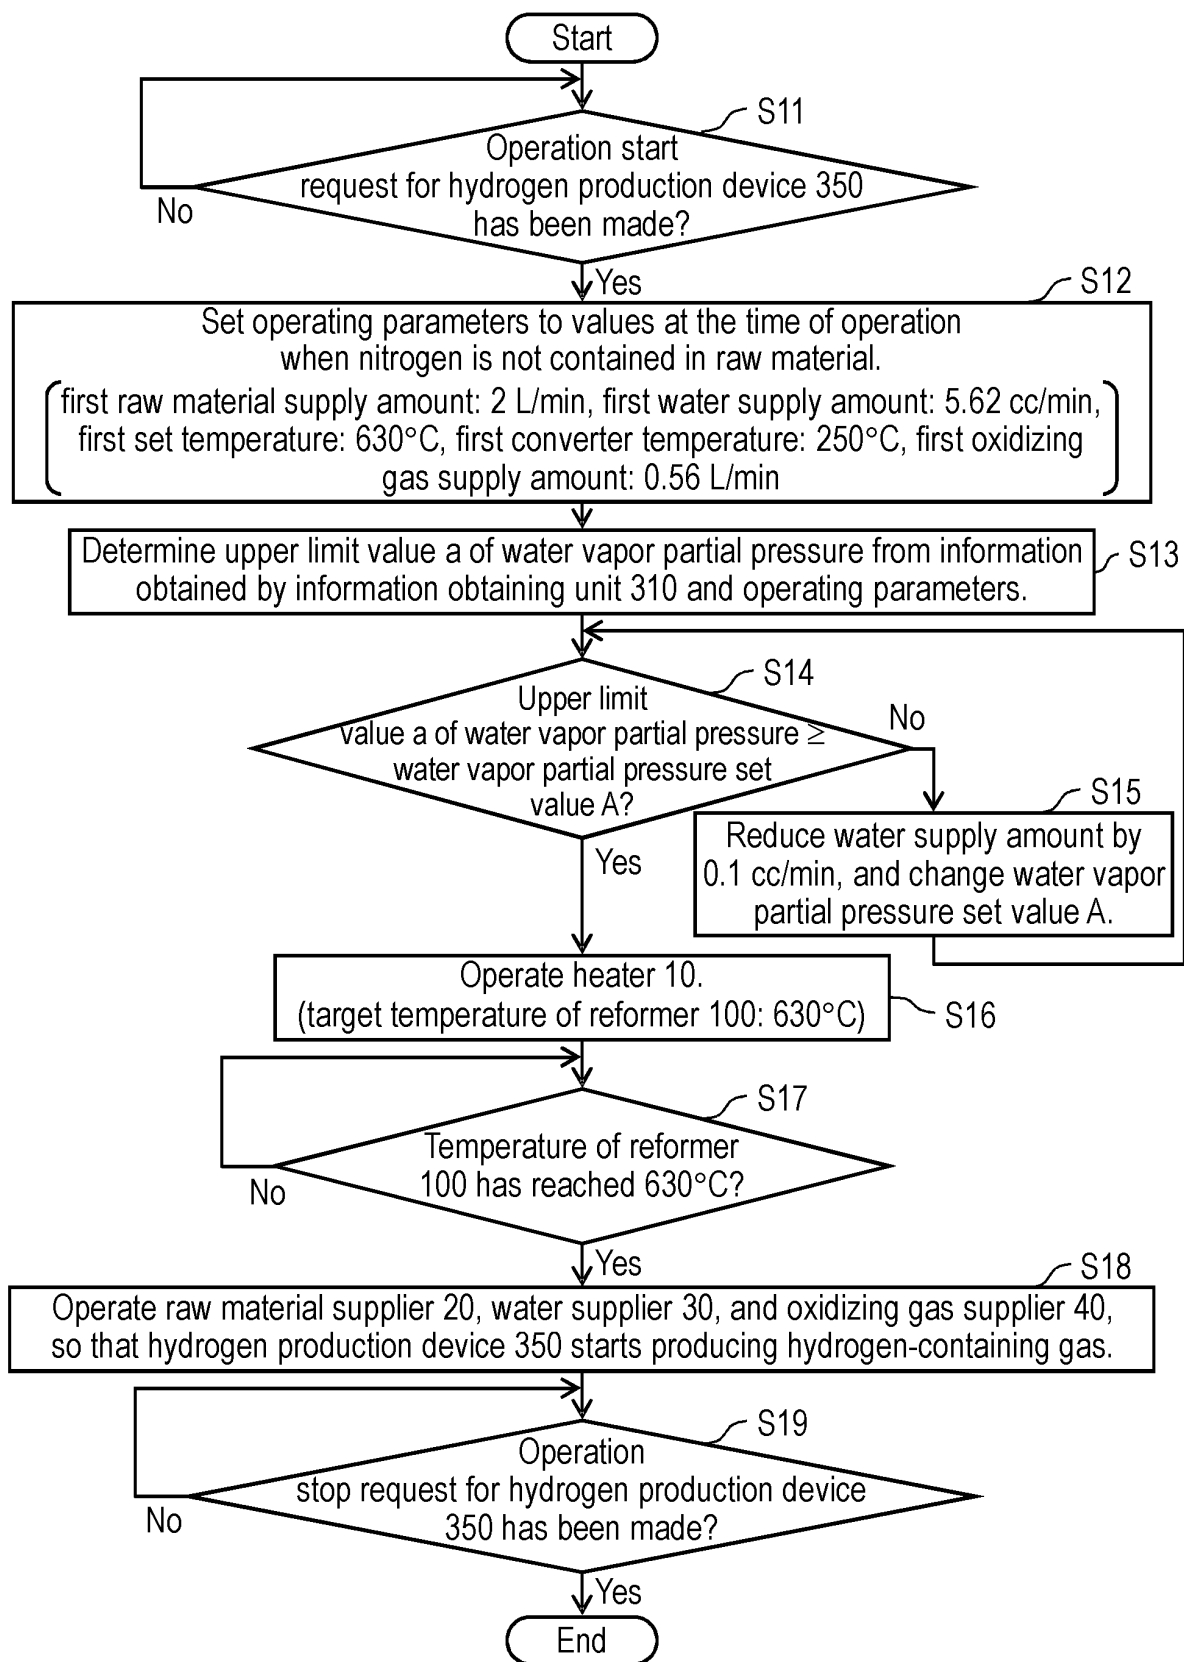 Start
S11
Operation start
request for hydrogen production device 350
has been made?
No
Yes
S12
Set operating parameters to values at the time of operation
when nitrogen is not contained in raw material.
first raw material supply amount: 2 L/min, first water supply amount: 5.62 cc/min,
first set temperature: 630°C, first converter temperature: 250°C, first oxidizing
gas supply amount: 0.56 L/min
Determine upper limit value a of water vapor partial pressure from information
obtained by information obtaining unit 310 and operating parameters.
S13
S14
Upper limit
value a of water vapor partial pressure ≥
water vapor partial pressure set
value A?
No
Yes
S15
Reduce water supply amount by
0.1 cc/min, and change water vapor
partial pressure set value A.
Operate heater 10.
(target temperature of reformer 100: 630°C)
S16
S17
Temperature of reformer
100 has reached 630°C?
No
Yes
S18
Operate raw material supplier 20, water supplier 30, and oxidizing gas supplier 40,
so that hydrogen production device 350 starts producing hydrogen-containing gas.
S19
Operation
stop request for hydrogen production device
350 has been made?
No
Yes
End